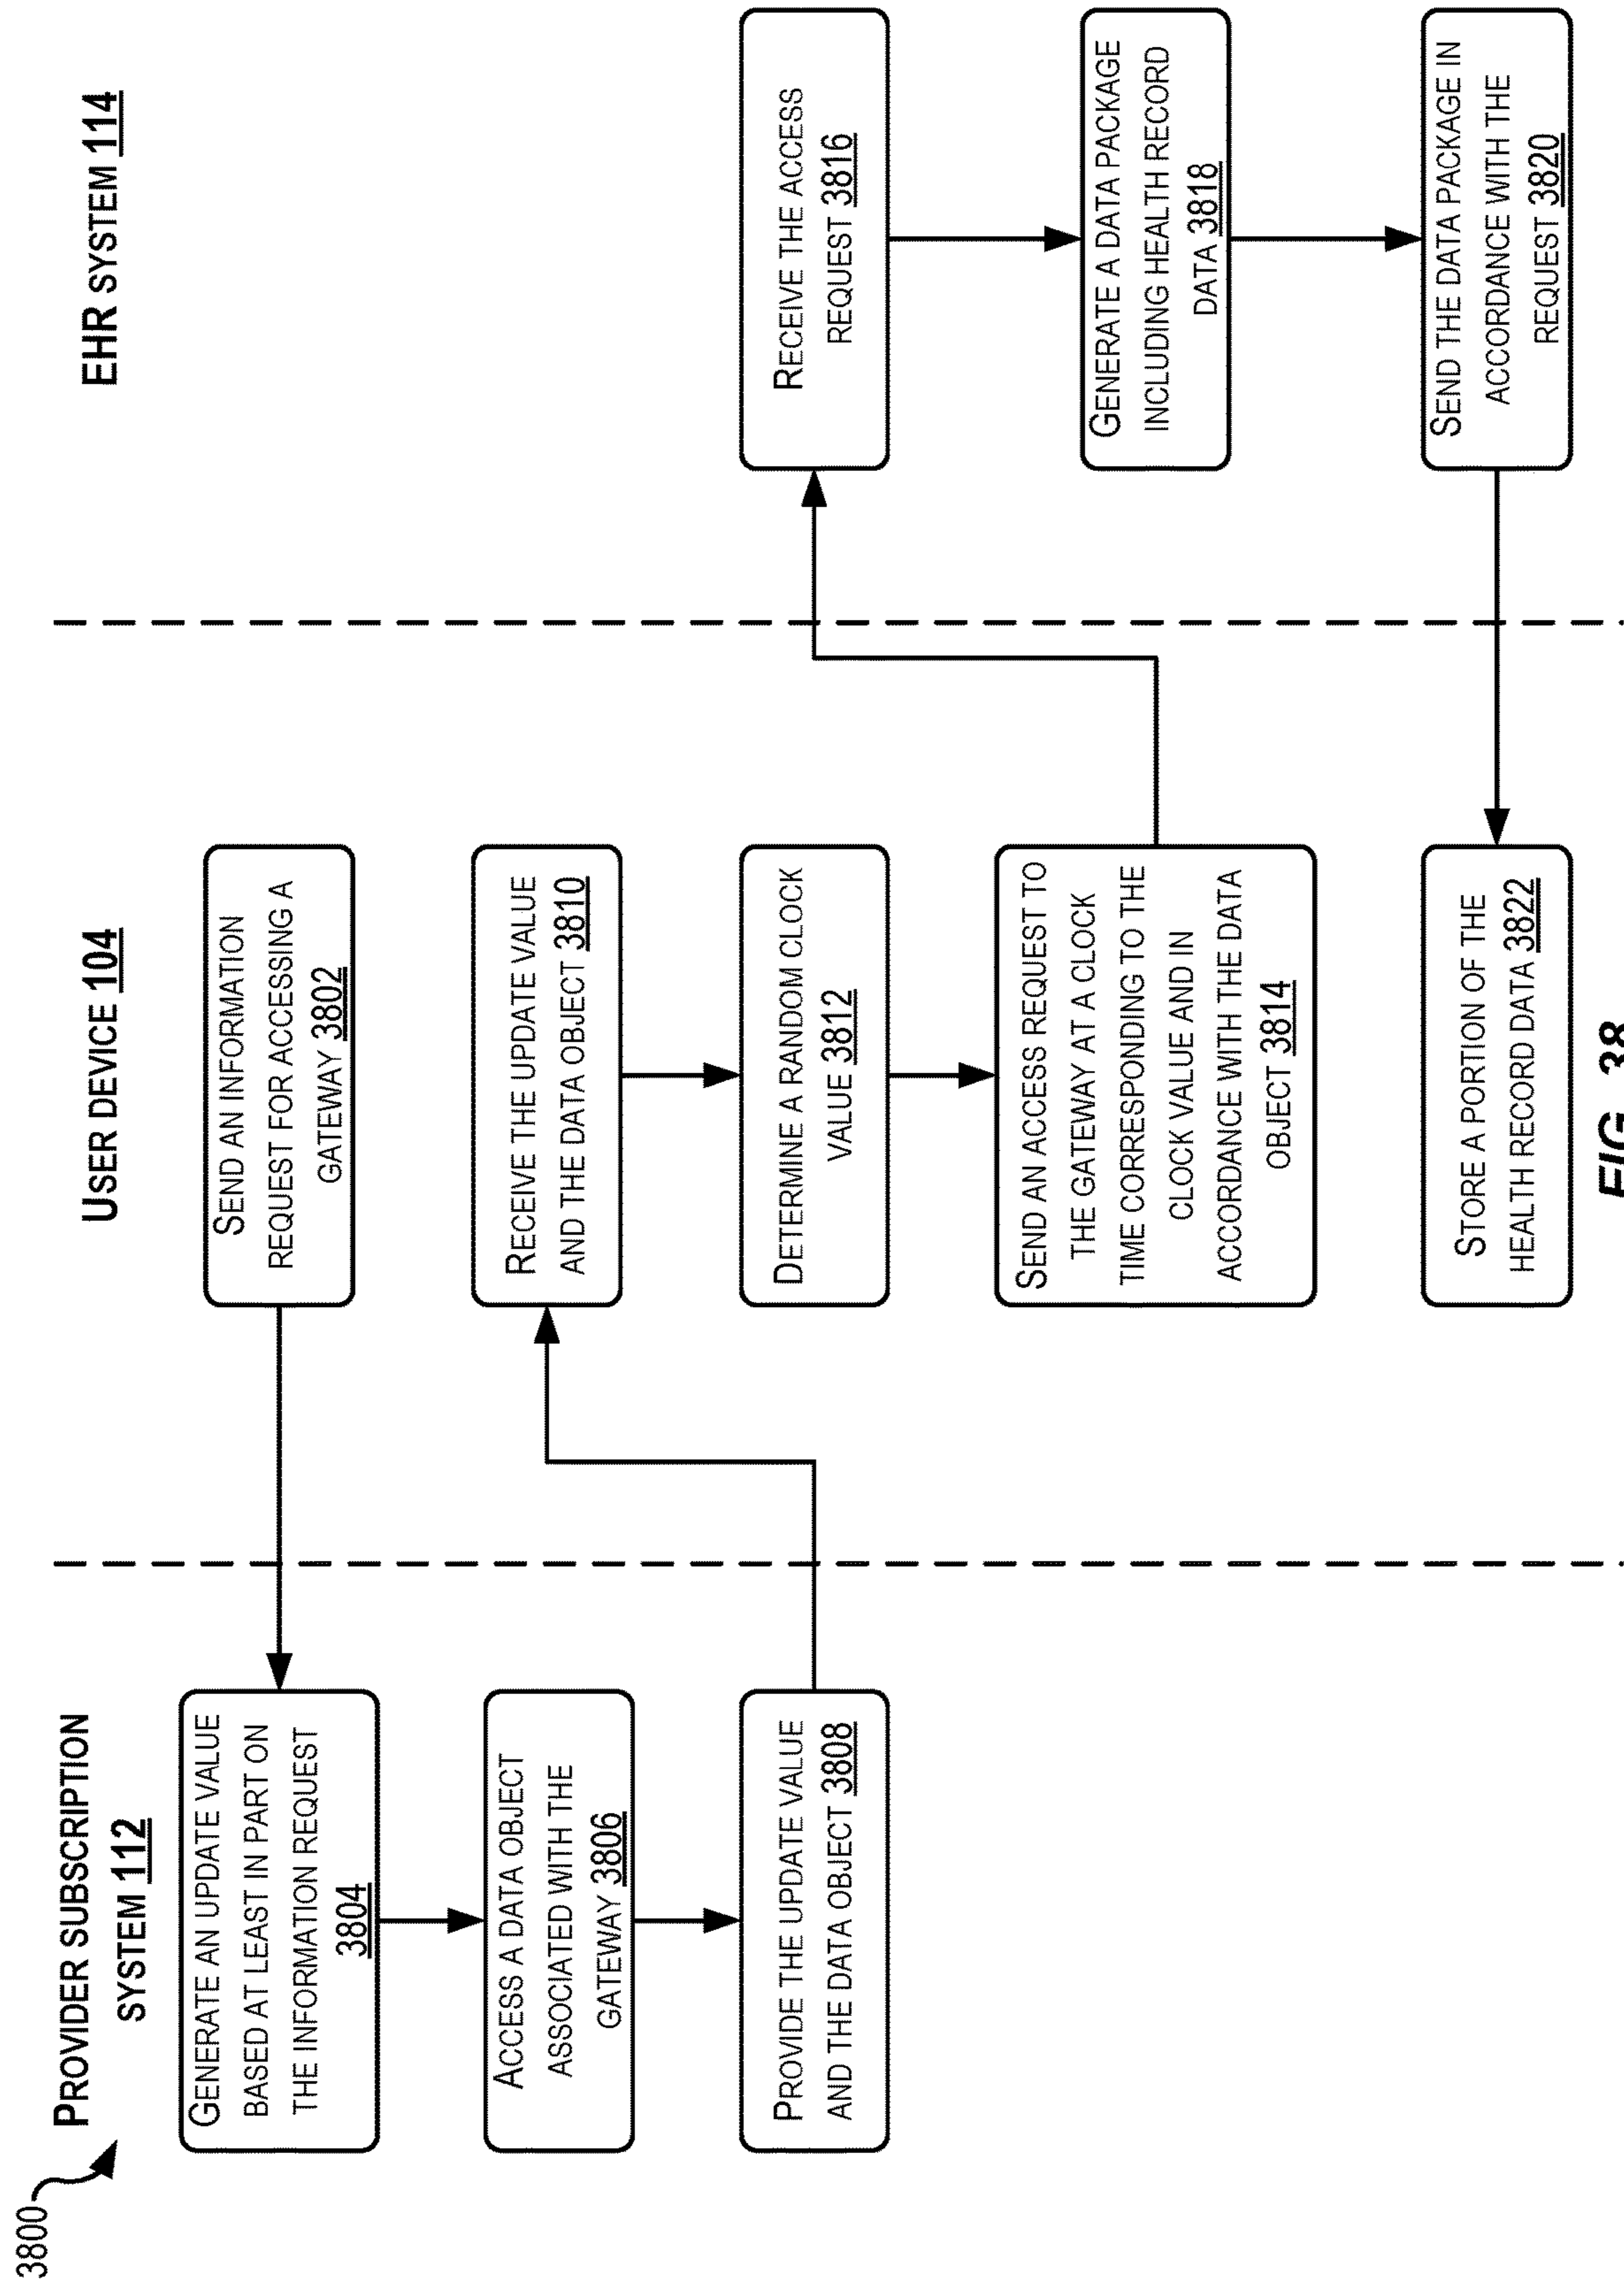 3800
PROVIDER SUBSCRIPTION
SYSTEM 112
USER DEVICE 104
EHR SYSTEM 114
SEND AN INFORMATION
REQUEST FOR ACCESSING A
GATEWAY 3802
GENERATE AN UPDATE VALUE
BASED AT LEAST IN PART ON
THE INFORMATION REQUEST
3804
ACCESS A DATA OBJECT
ASSOCIATED WITH THE
GATEWAY 3806
PROVIDE THE UPDATE VALUE
AND THE DATA OBJECT 3808
RECEIVE THE UPDATE VALUE
AND THE DATA OBJECT 3810
DETERMINE A RANDOM CLOCK
VALUE 3812
SEND AN ACCESS REQUEST TO
THE GATEWAY AT A CLOCK
TIME CORRESPONDING TO THE
CLOCK VALUE AND IN
ACCORDANCE WITH THE DATA
OBJECT 3814
RECEIVE THE ACCESS
REQUEST 3816
GENERATE A DATA PACKAGE
INCLUDING HEALTH RECORD
DATA 3818
SEND THE DATA PACKAGE IN
ACCORDANCE WITH THE
REQUEST 3820
STORE A PORTION OF THE
HEALTH RECORD DATA 3822
FIG. 38